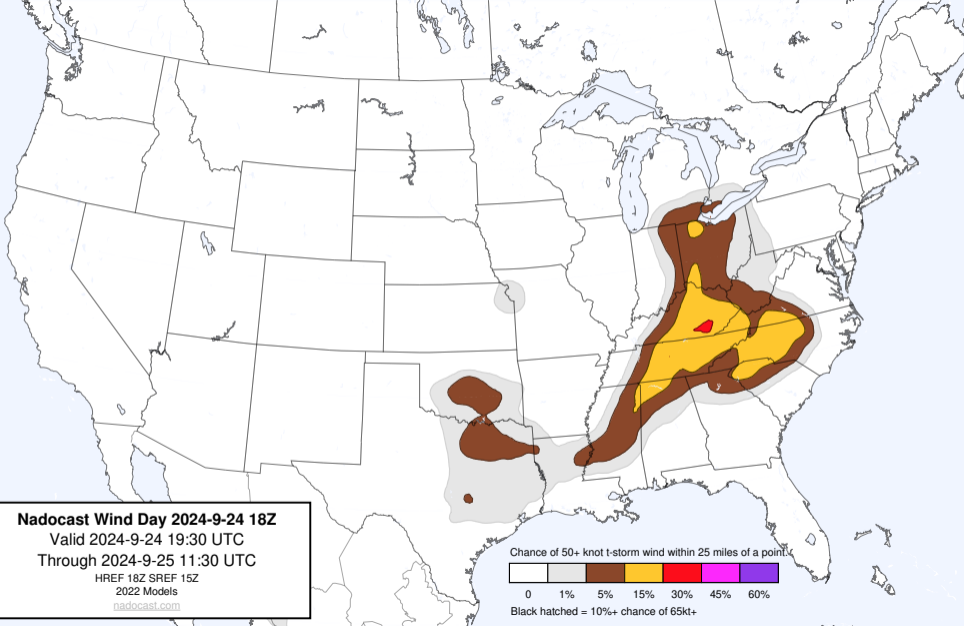 Nadocast Wind Day 2024-9-24 18Z
Valid 2024-9-24 19:30 UTC
Through 2024-9-25 11:30 UTC
HREF 18Z SREF 15Z
2022 Models
nadocast.com
Chance of 50+ knot t-storm wind within 25 miles of a point.
0 1% 5% 15% 30% 45% 60%
Black hatched = 10%+ chance of 65kt+